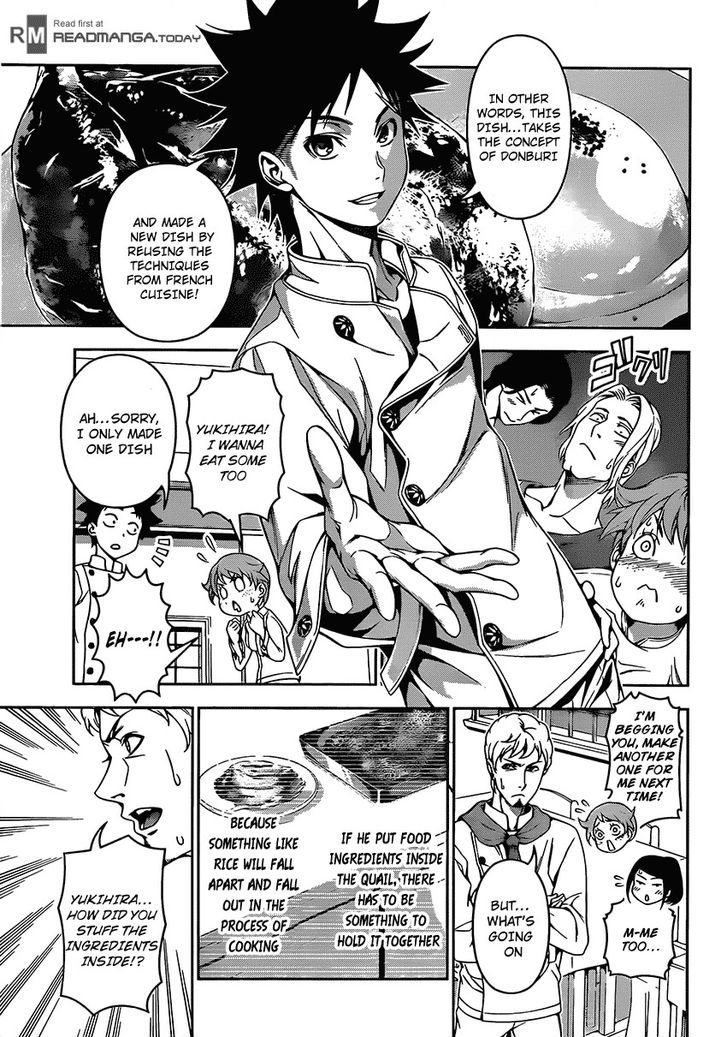 Read first at
RM READMANGA.TODAY
IN OTHER
WORDS, THIS
DISH...TAKES
THE CONCEPT
OF DONBURI
AND MADE A
NEW DISH BY
REUSING THE
TECHNIQUES
FROM FRENCH
CUISINE!
ゴクリ
YUKIHIRA!
I WANNA
EAT SOME
TOO
AH...SORRY,
I ONLY MADE
ONE DISH
EH---!!
I'M
BEGGING
YOU, MAKE
ANOTHER
ONE FOR
ME NEXT
TIME!
M-ME
TOO...
BUT...
WHAT'S
GOING
ON
IF HE PUT FOOD
INGREDIENTS INSIDE
THE QUAIL, THERE
HAS TO BE
SOMETHING TO
HOLD IT TOGETHER
BECAUSE
SOMETHING LIKE
RICE WILL FALL
APART AND FALL
OUT IN THE
PROCESS OF
COOKING
YUKIHIRA...
HOW DID YOU
STUFF THE
INGREDIENTS
INSIDE!?